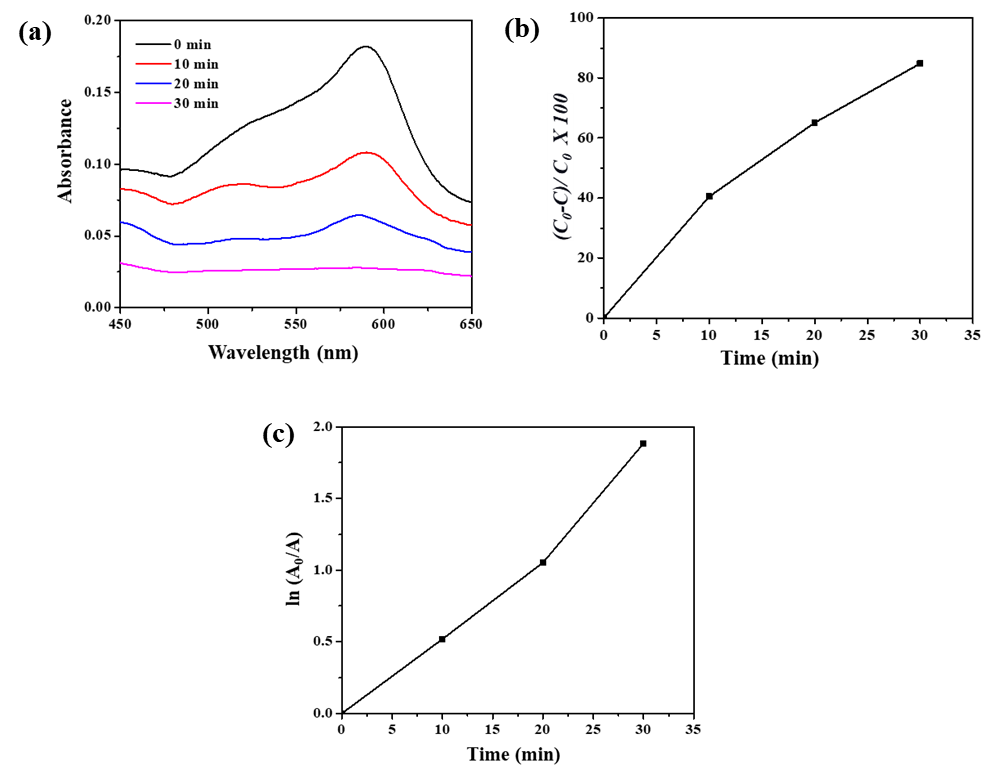 (a)
0.20
0.15
0.10
0.05
0.00
Absorbance
0 min
10 min
20 min
30 min
450 500 550 600 650
Wavelength (nm)
(b)
100
80
60
40
20
0
(C₀-C)/ C₀ X 100
0 5 10 15 20 25 30 35
Time (min)
(c)
2.0
1.5
1.0
0.5
0.0
ln (A₀/A)
0 5 10 15 20 25 30 35
Time (min)